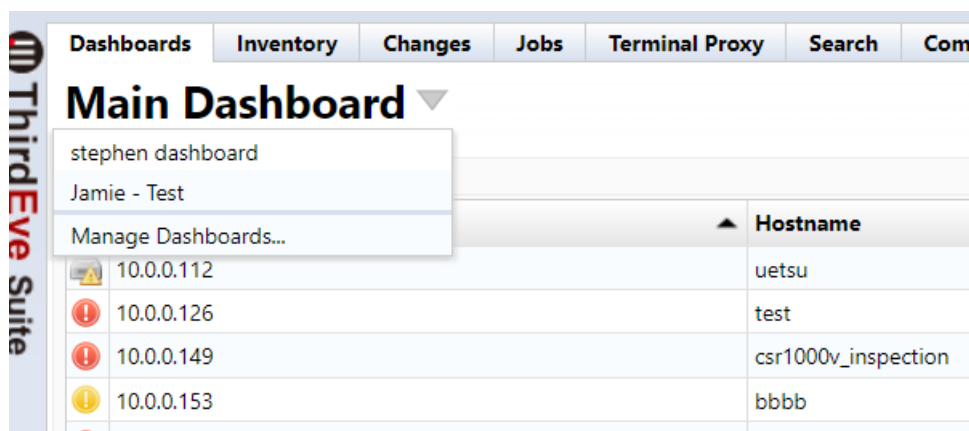 ThirdEye Suite
Dashboards Inventory Changes Jobs Terminal Proxy Search Com
Main Dashboard
stephen dashboard
Jamie - Test
Manage Dashboards...
Hostname
10.0.0.112 uetsu
10.0.0.126 test
10.0.0.149 csr1000v_inspection
10.0.0.153 bbbb